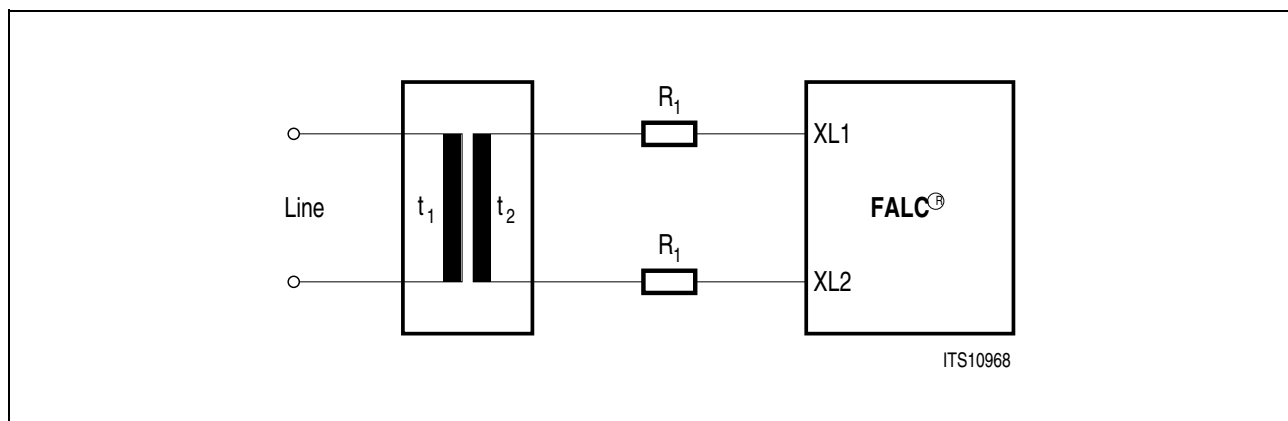 R1
XL1
Line
t1
t2
FALC®
R1
XL2
ITS10968